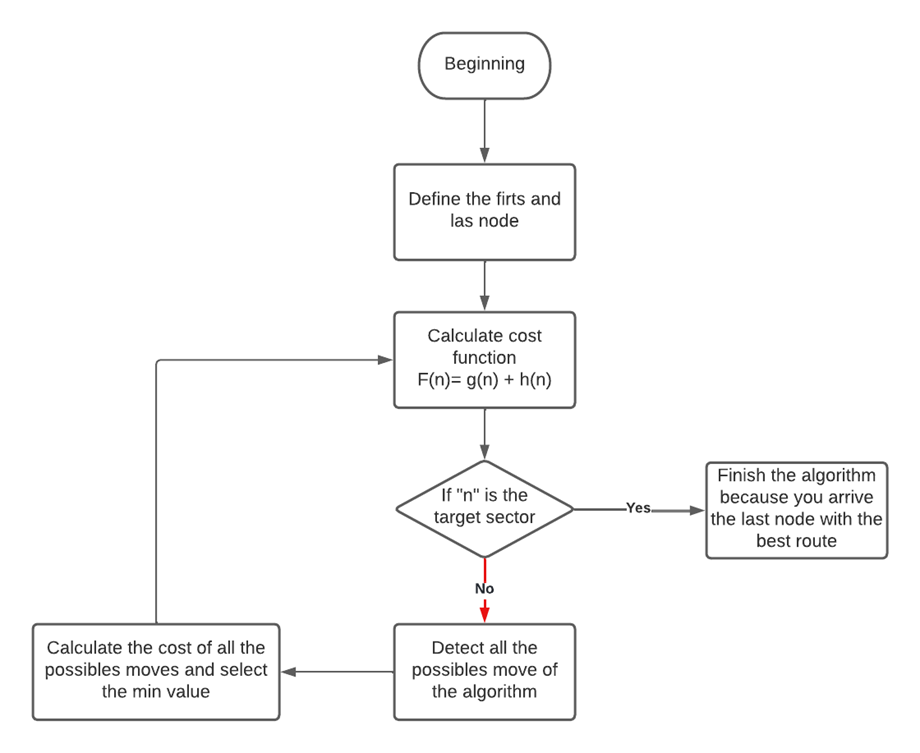 Beginning
Define the firts and
las node
Calculate cost
function
F(n)= g(n) + h(n)
If "n" is the
target sector
Yes
Finish the algorithm
because you arrive
the last node with the
best route
No
Detect all the
possibles move of
the algorithm
Calculate the cost of all the
possibles moves and select
the min value